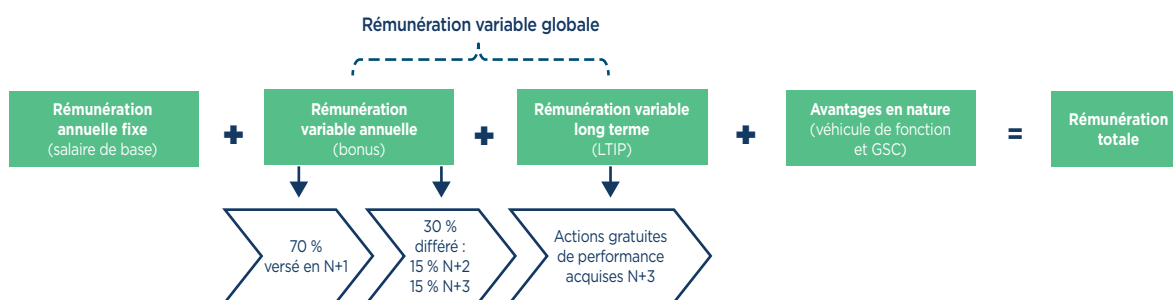 Rémunération variable globale
Rémunération
annuelle fixe
(salaire de base)
+
Rémunération
variable annuelle
(bonus)
+
Rémunération variable
long terme
(LTIP)
+
Avantages en nature
(véhicule de fonction
et GSC)
=
Rémunération
totale
70 %
versé en N+1
30 %
différé :
15 % N+2
15 % N+3
Actions gratuites
de performance
acquises N+3